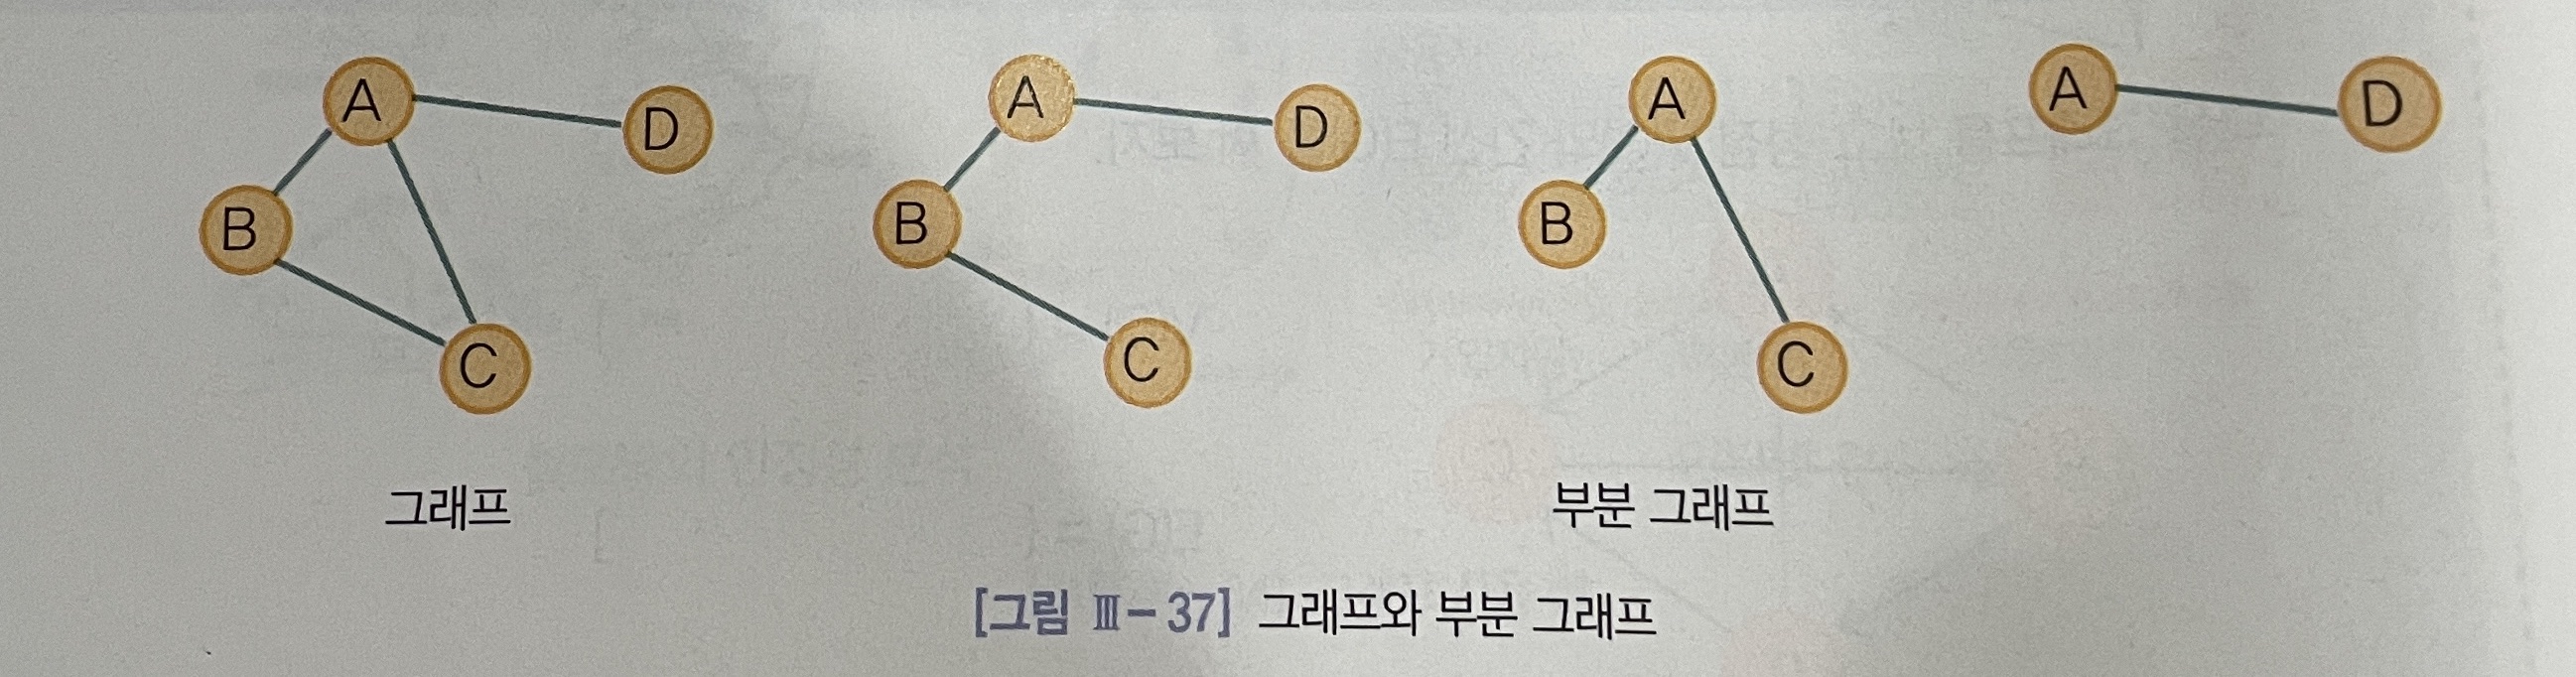 A D B C
A D B C
A B C
A D
그래프
부분 그래프
[그림 Ⅲ-37] 그래프와 부분 그래프